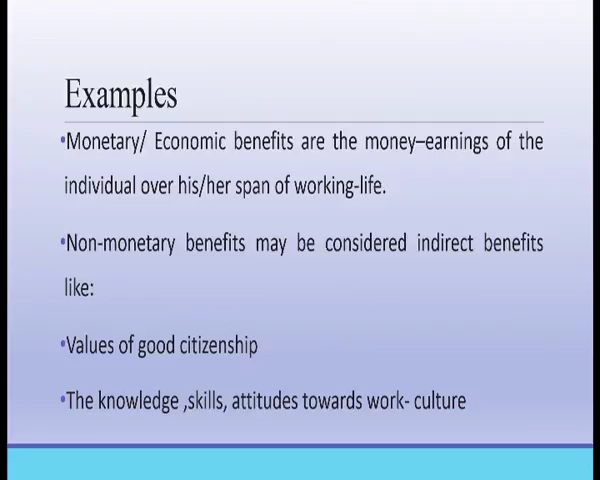 Examples
•Monetary/ Economic benefits are the money–earnings of the
individual over his/her span of working-life.
•Non-monetary benefits may be considered indirect benefits
like:
•Values of good citizenship
•The knowledge ,skills, attitudes towards work- culture